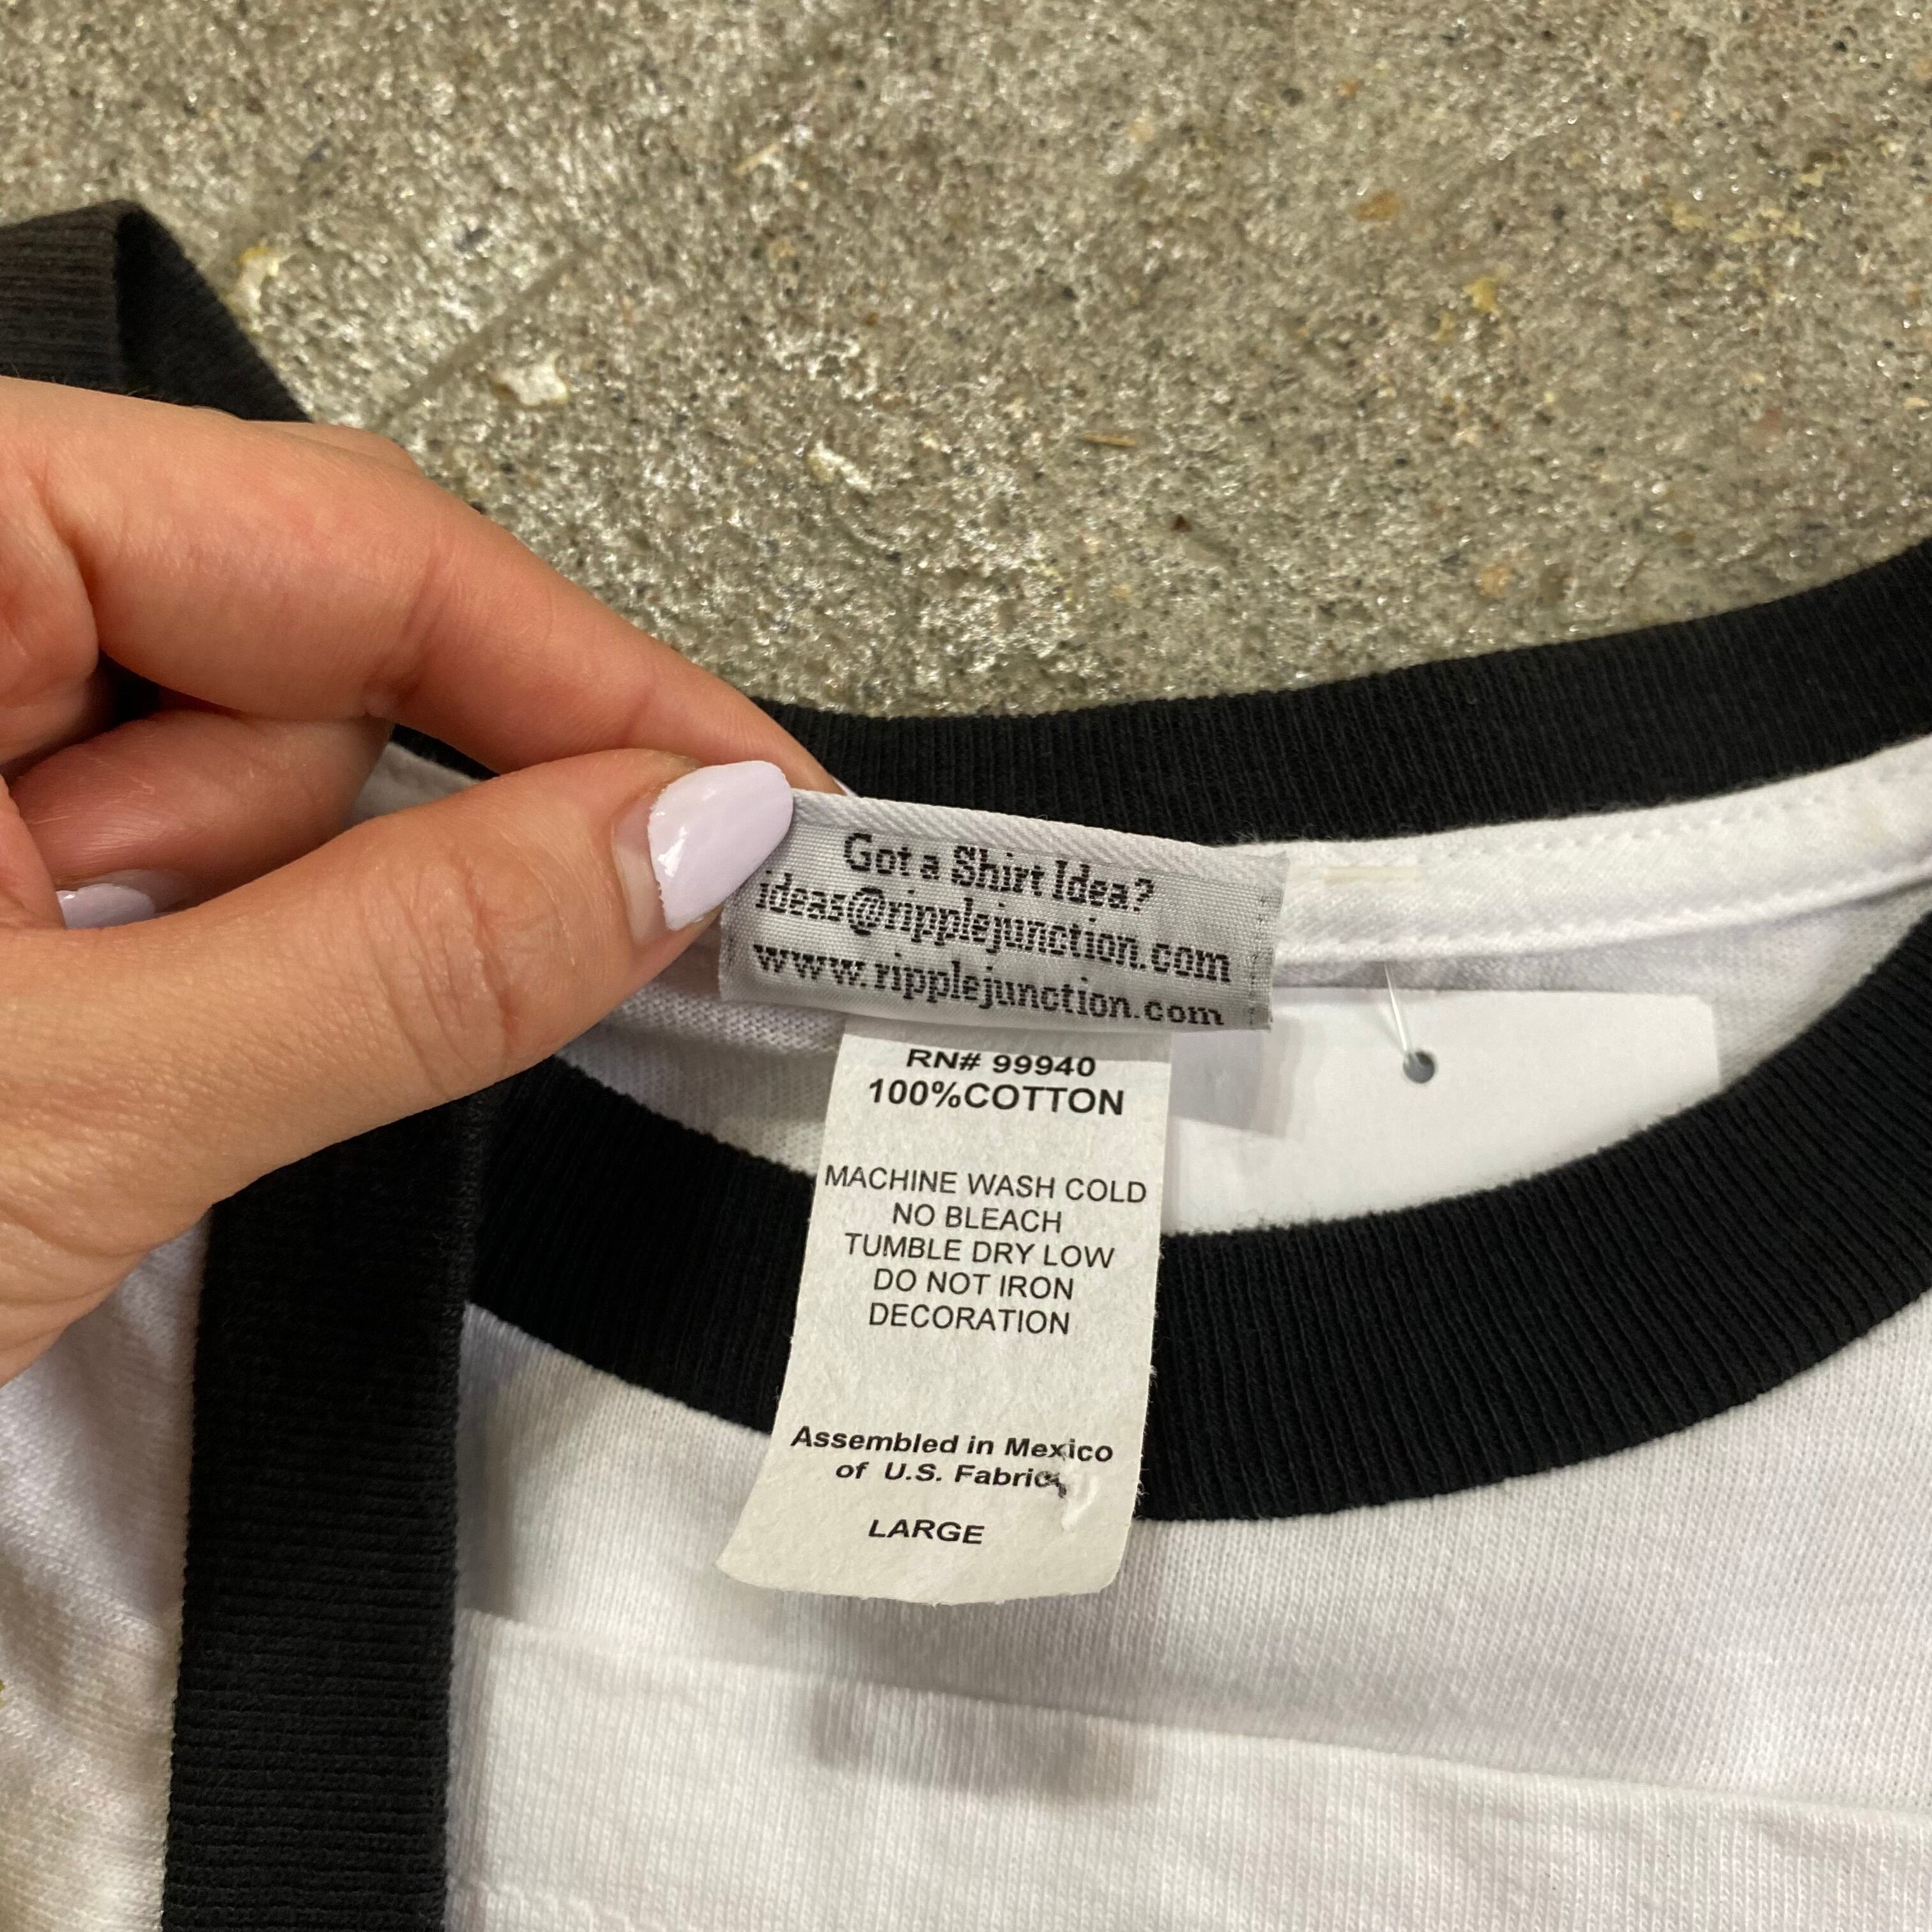 Got a Shirt Idea?
ideas@ripplejunction.com
www.ripplejunction.com
RN# 99940
100%COTTON
MACHINE WASH COLD
NO BLEACH
TUMBLE DRY LOW
DO NOT IRON
DECORATION
Assembled in Mexico
of U.S. Fabric
LARGE